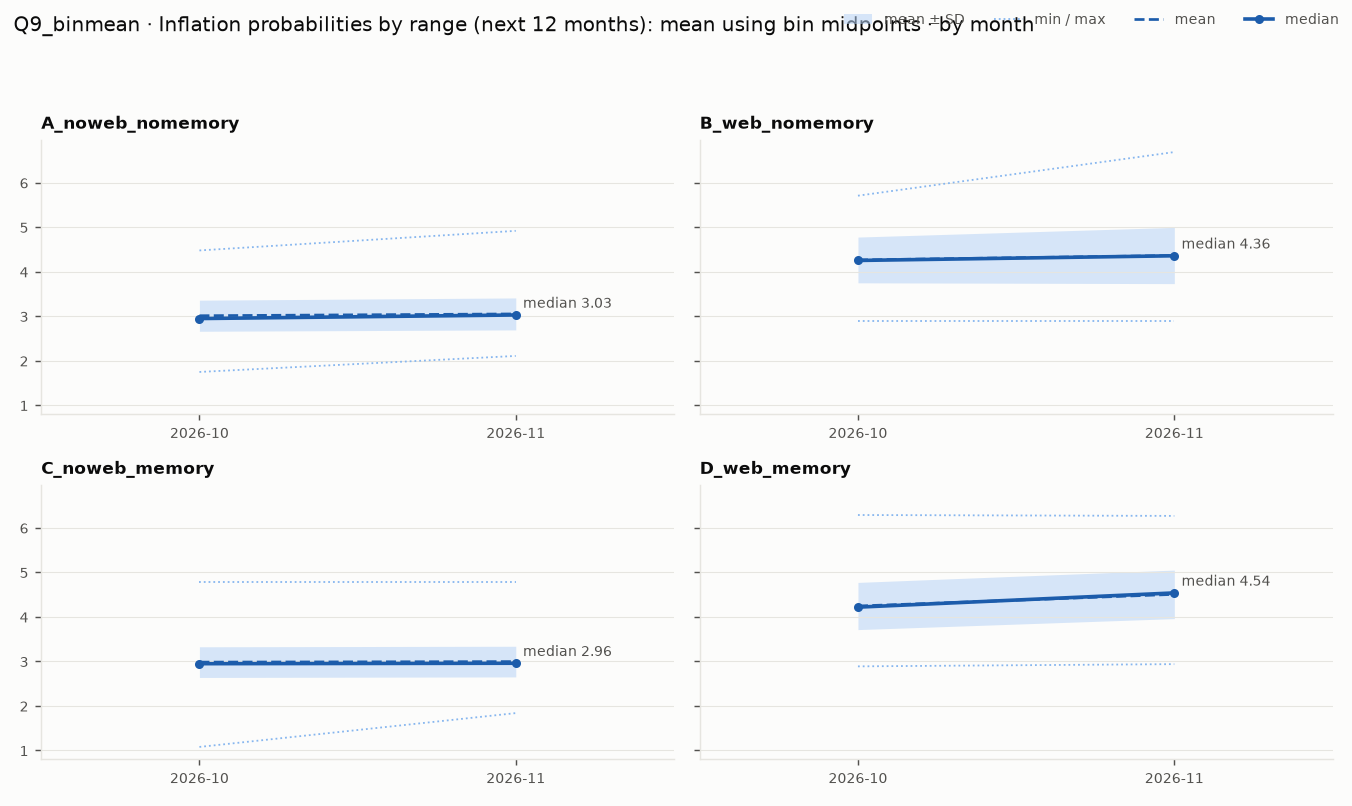 Q9_binmean · Inflation probabilities by range (next 12 months): mean using bin midpoints · by month
mean ± SD
min / max
mean
median
A_noweb_nomemory
6
5
4
3
2
1
median 3.03
2026-10
2026-11
B_web_nomemory
median 4.36
2026-10
2026-11
C_noweb_memory
6
5
4
3
2
1
median 2.96
2026-10
2026-11
D_web_memory
median 4.54
2026-10
2026-11